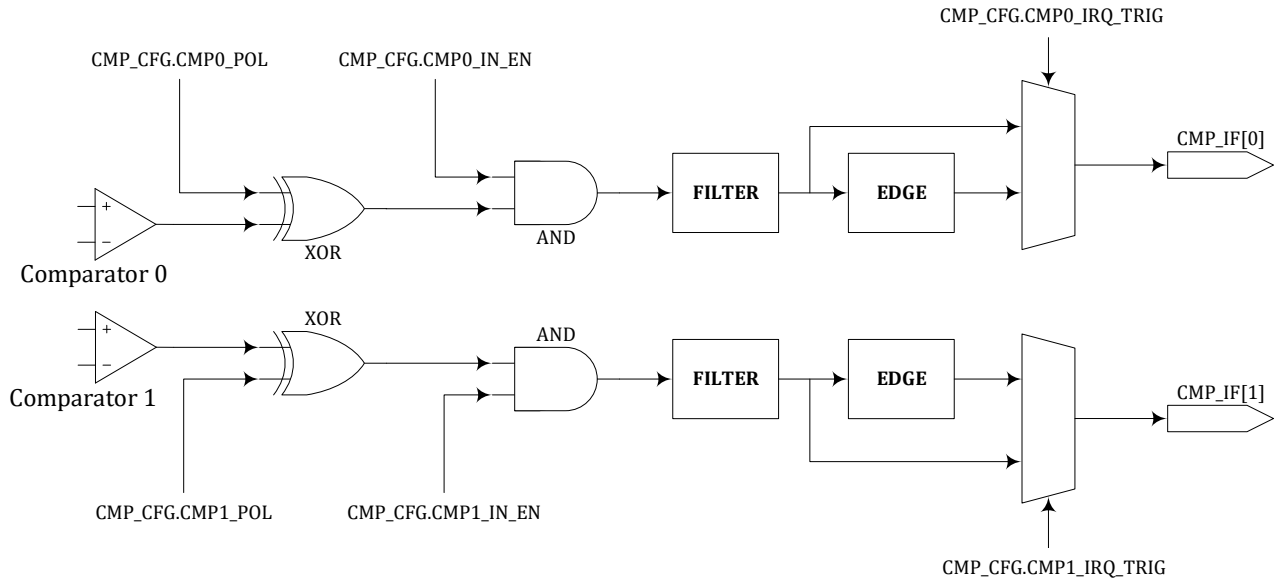 CMP_CFG.CMP0_IRQ_TRIG
CMP_CFG.CMP0_POL
CMP_CFG.CMP0_IN_EN
CMP_IF[0]
+
−
FILTER
EDGE
XOR
AND
Comparator 0
XOR
AND
+
−
FILTER
EDGE
CMP_IF[1]
Comparator 1
CMP_CFG.CMP1_POL
CMP_CFG.CMP1_IN_EN
CMP_CFG.CMP1_IRQ_TRIG